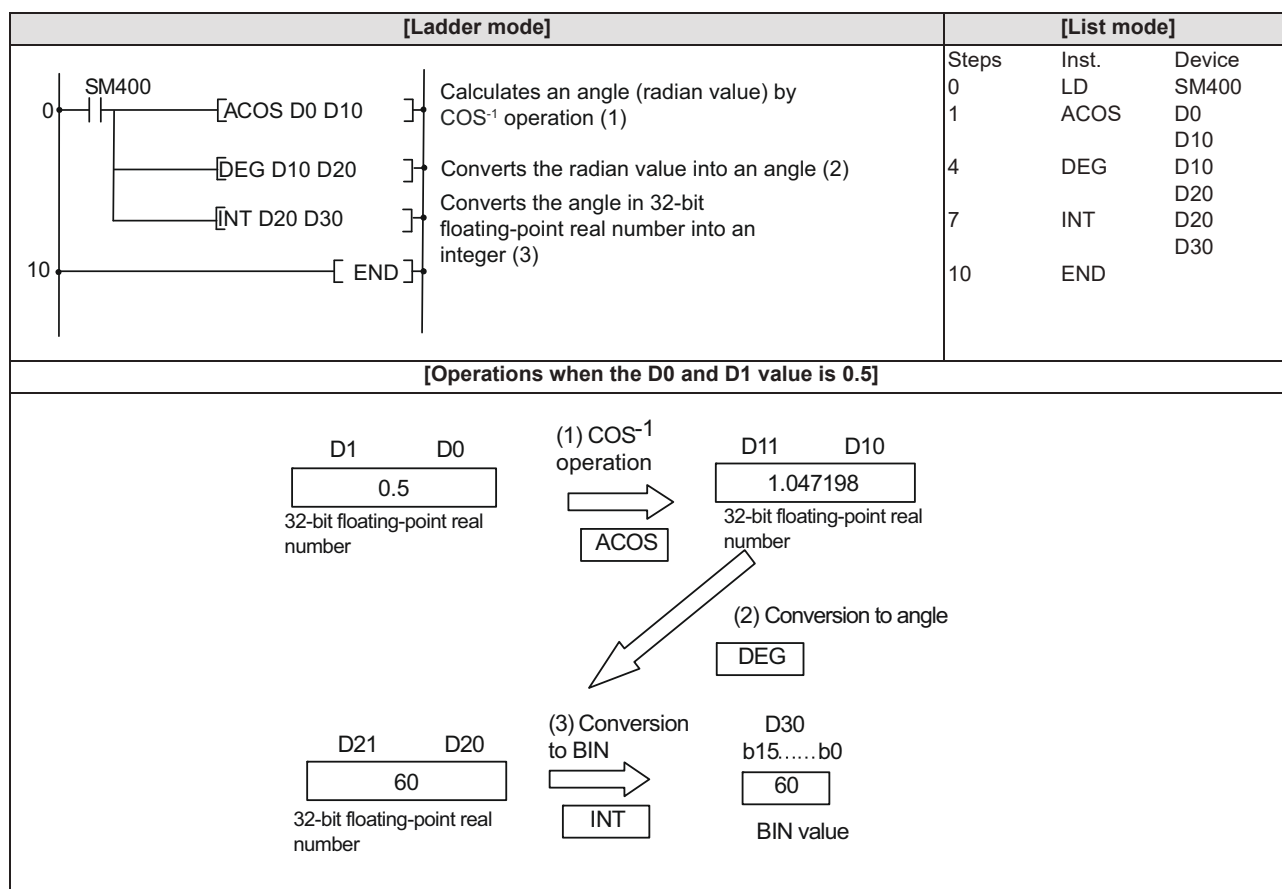 [Ladder mode]
[List mode]
0
SM400
[ACOS D0 D10 ]
Calculates an angle (radian value) by
COS-1 operation (1)
[DEG D10 D20 ]
Converts the radian value into an angle (2)
[INT D20 D30 ]
Converts the angle in 32-bit
floating-point real number into an
integer (3)
10
[ END ]
Steps Inst. Device
0 LD SM400
1 ACOS D0
D10
4 DEG D10
D20
7 INT D20
D30
10 END
[Operations when the D0 and D1 value is 0.5]
D1 D0
0.5
32-bit floating-point real
number
(1) COS-1
operation
ACOS
D11 D10
1.047198
32-bit floating-point real
number
(2) Conversion to angle
DEG
D21 D20
60
32-bit floating-point real
number
(3) Conversion
to BIN
INT
D30
b15......b0
60
BIN value